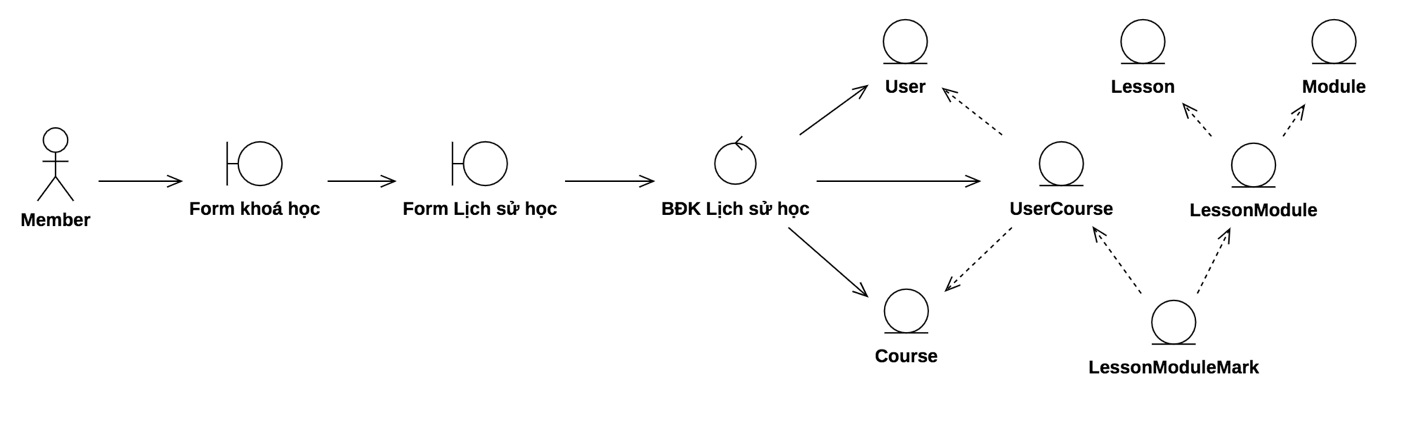 User
Lesson
Module
Member
Form khoá học
Form Lịch sử học
BĐK Lịch sử học
UserCourse
LessonModule
Course
LessonModuleMark